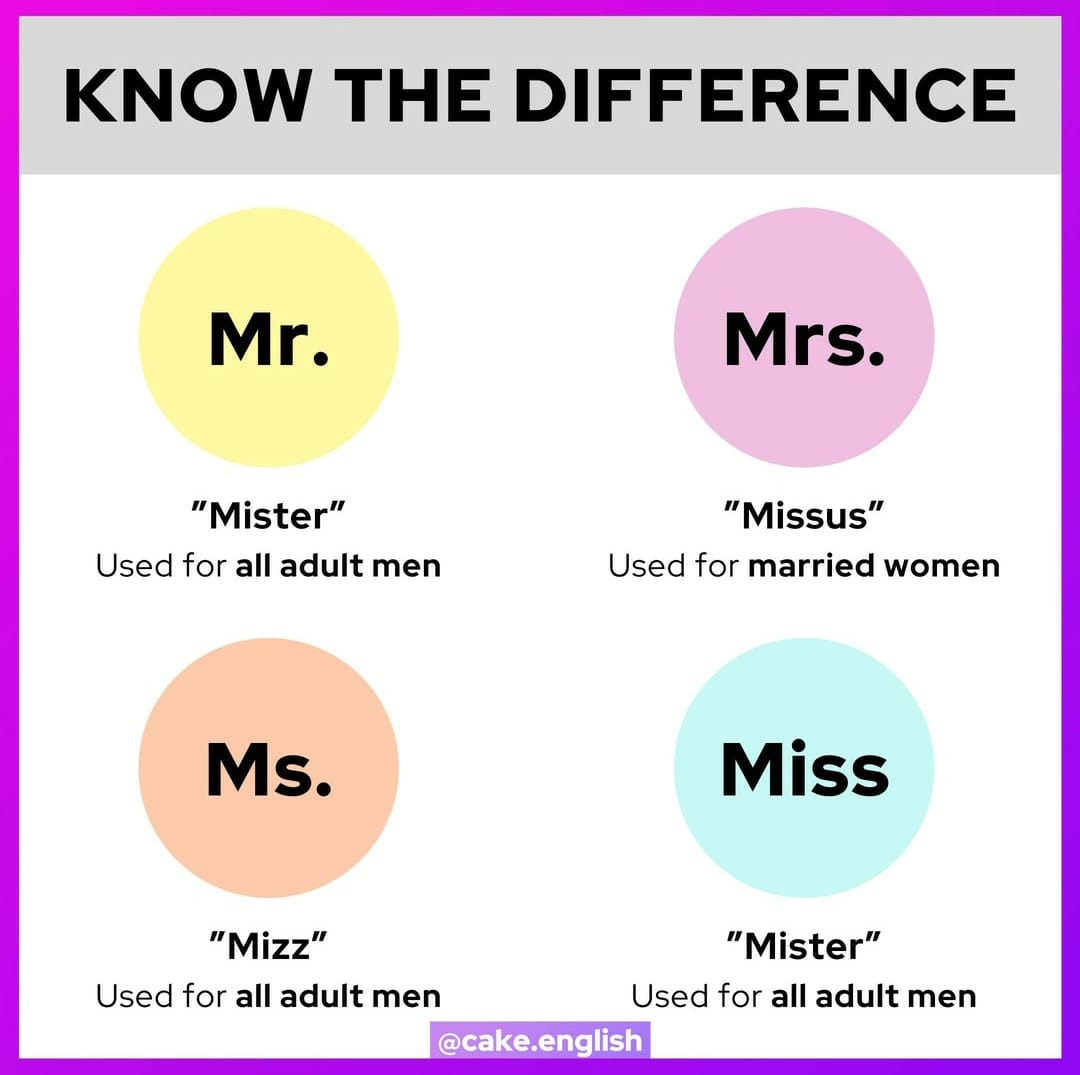 KNOW THE DIFFERENCE
Mr.
"Mister"
Used for all adult men
Mrs.
"Missus"
Used for married women
Ms.
"Mizz"
Used for all adult men
Miss
"Mister"
Used for all adult men
@cake.english